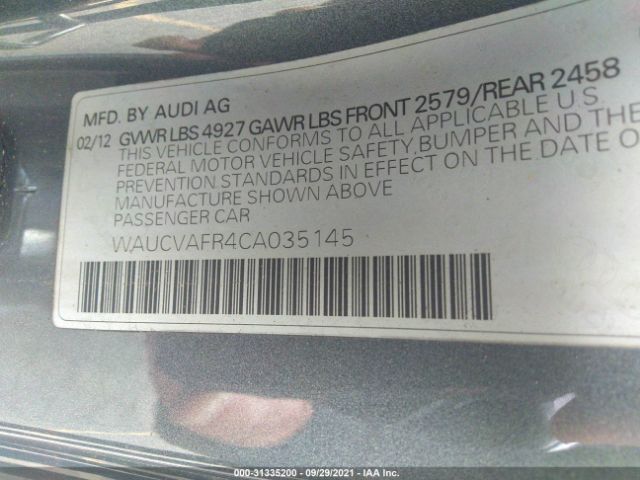 MFD. BY AUDI AG
02/12 GVWR LBS 4927 GAWR LBS FRONT 2579/REAR 2458
THIS VEHICLE CONFORMS TO ALL APPLICABLE U.S.
FEDERAL MOTOR VEHICLE SAFETY,BUMPER AND THE
PREVENTION STANDARDS IN EFFECT ON THE DATE O
MANUFACTURE SHOWN ABOVE
PASSENGER CAR
WAUCVAFR4CA035145
000-31335200 - 09/29/2021 - IAA Inc.